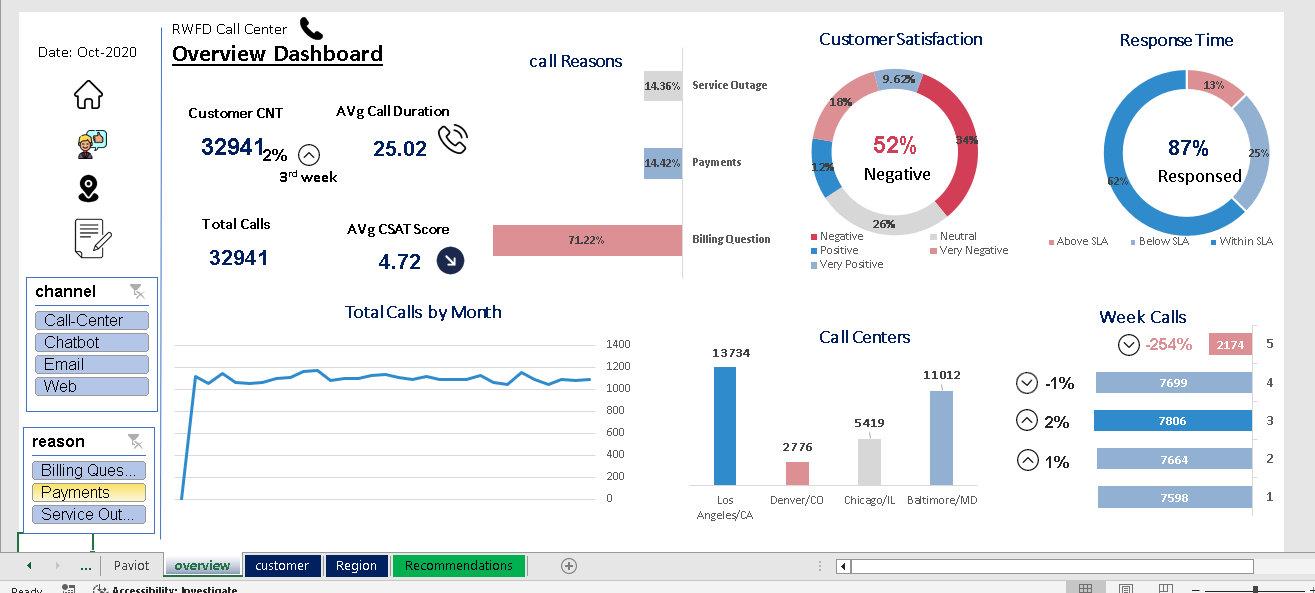 Date: Oct-2020
RWFD Call Center
Overview Dashboard
Customer CNT
32941
2%
3rd week
AVg Call Duration
25.02
Total Calls
32941
AVg CSAT Score
4.72
channel
Call-Center
Chatbot
Email
Web
reason
Billing Ques...
Payments
Service Out...
call Reasons
14.36%
Service Outage
14.42%
Payments
71.22%
Billing Question
Customer Satisfaction
9.62%
18%
34%
12%
26%
52%
Negative
Negative
Neutral
Positive
Very Negative
Very Positive
Response Time
13%
25%
62%
87%
Responsed
Above SLA
Below SLA
Within SLA
Total Calls by Month
1400
1200
1000
800
600
400
200
0
Call Centers
13734
2776
5419
11012
Los Angeles/CA
Denver/CO
Chicago/IL
Baltimore/MD
Week Calls
-254%
2174
5
-1%
7699
4
2%
7806
3
1%
7664
2
7598
1
...
Paviot
overview
customer
Region
Recommendations
Ready
Accessibility: Investigate